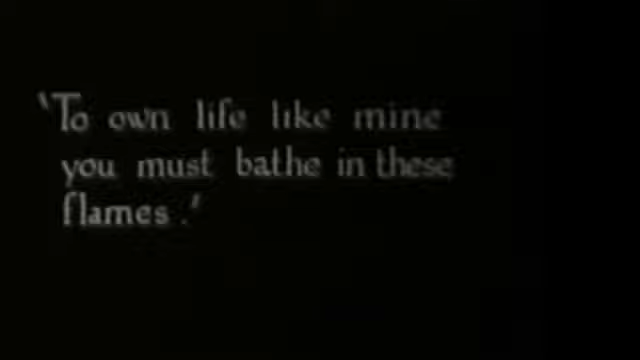 'To own life like mine
you must bathe in these
flames.'